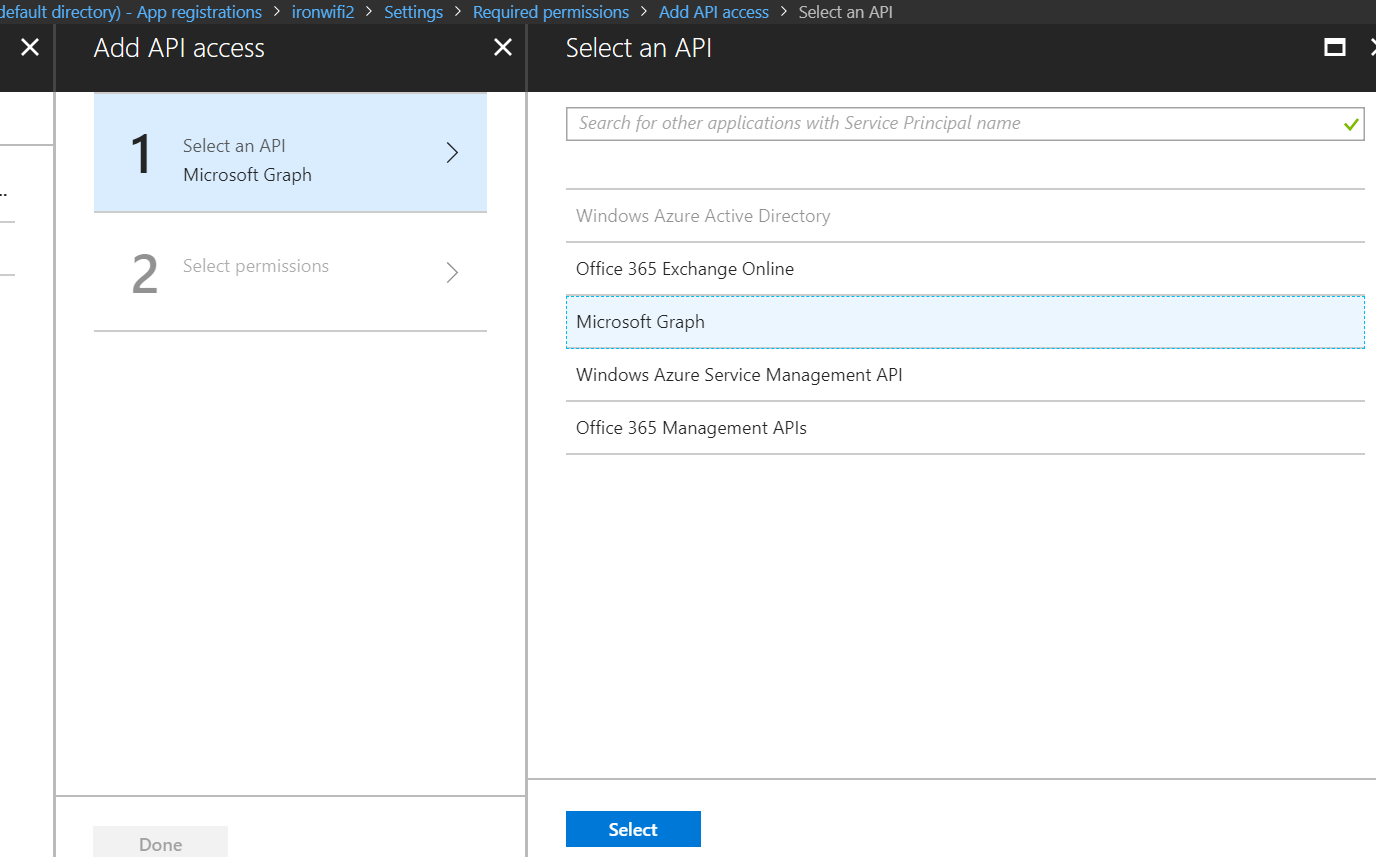 default directory) - App registrations > ironwifi2 > Settings > Required permissions > Add API access > Select an API
Add API access
Select an API
1
Select an API
Microsoft Graph
2
Select permissions
Done
Search for other applications with Service Principal name
Windows Azure Active Directory
Office 365 Exchange Online
Microsoft Graph
Windows Azure Service Management API
Office 365 Management APIs
Select